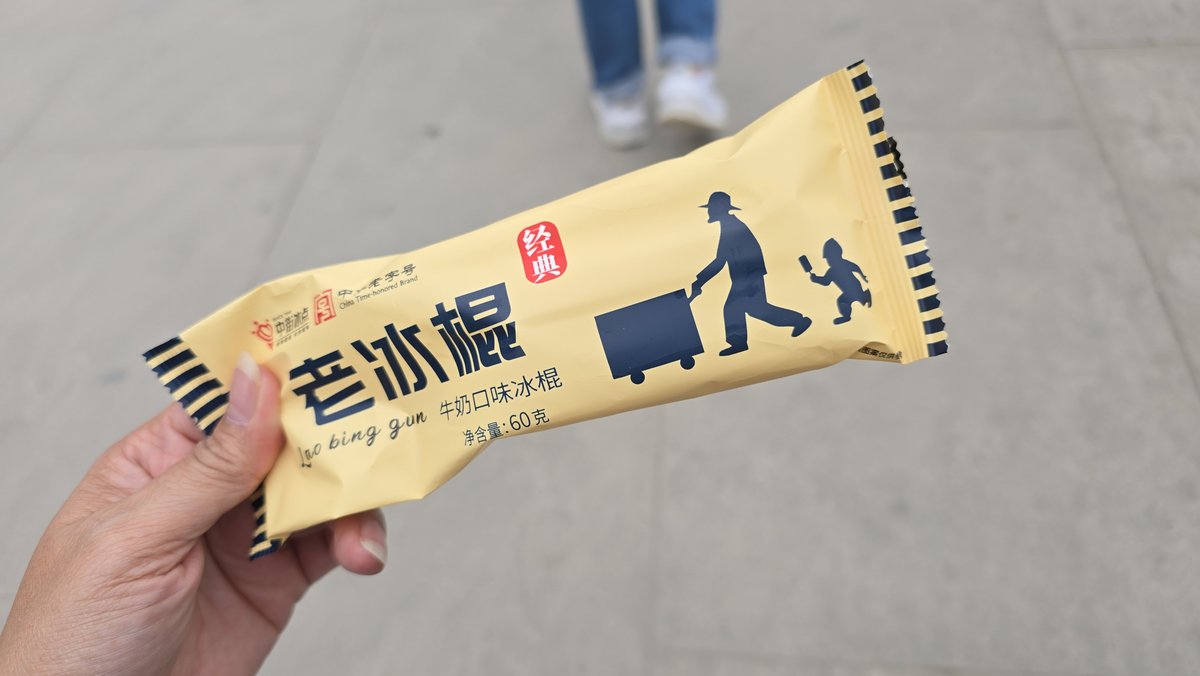 中街冰点
中华老字号
China Time-honored Brand
经典
老冰棍
Lao bing gun
牛奶口味冰棍
净含量:60克